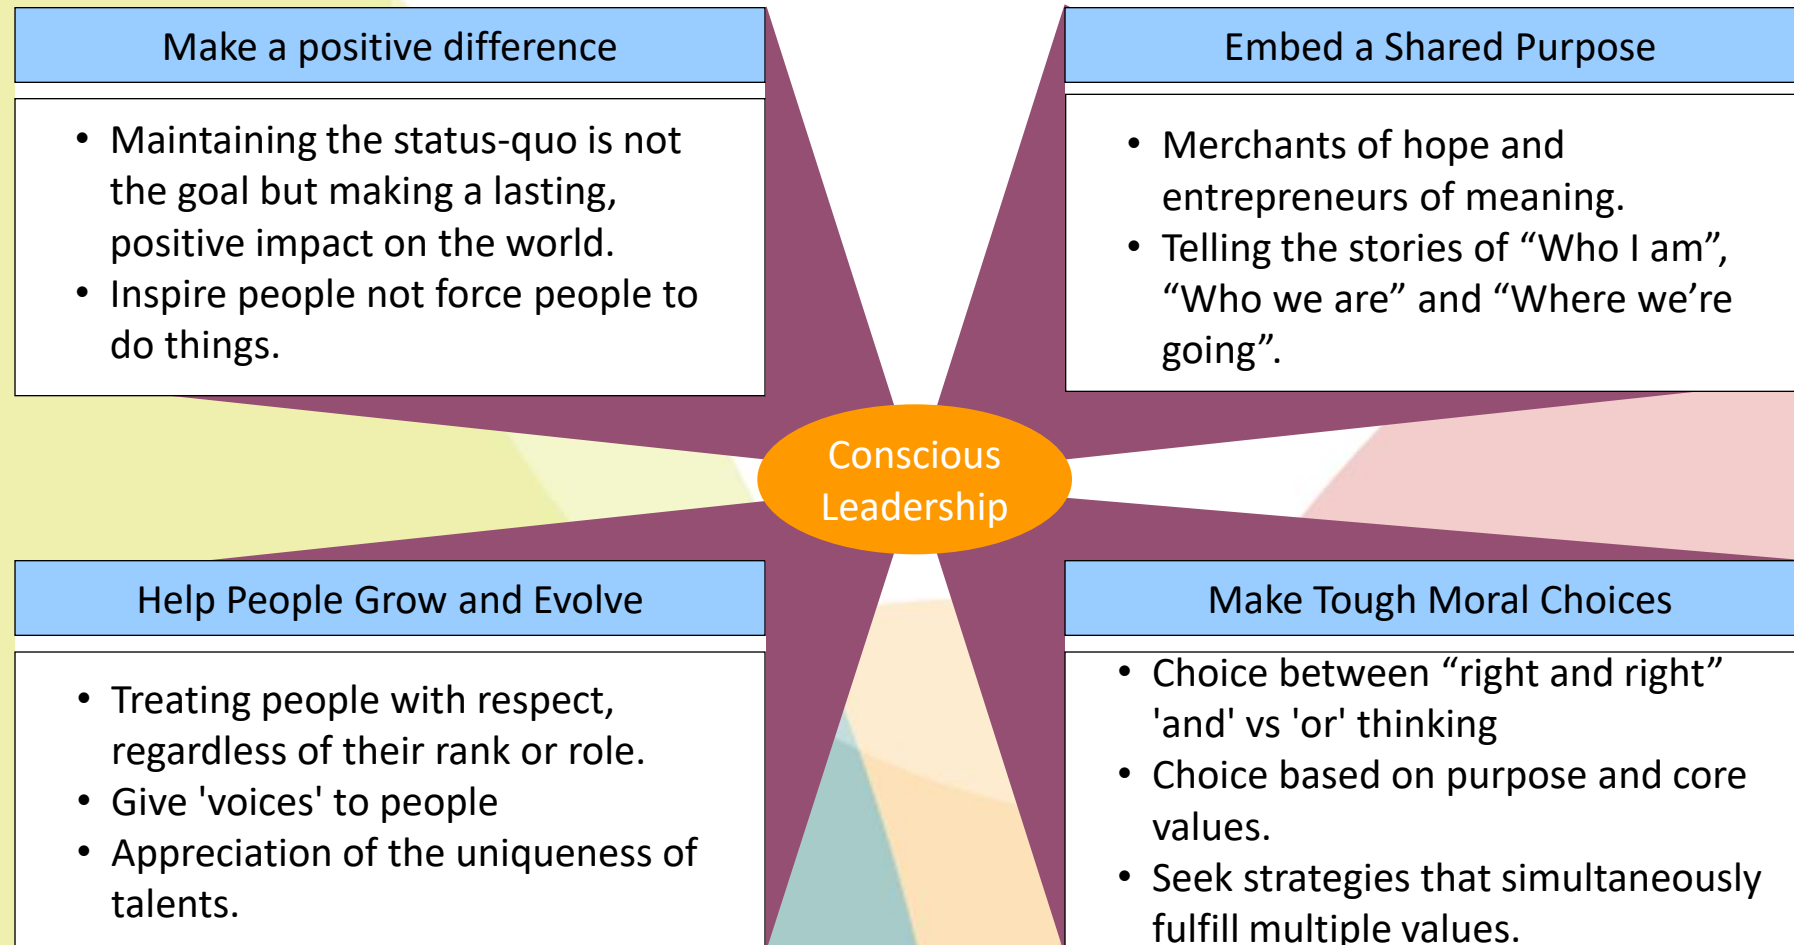 Make a positive difference
• Maintaining the status-quo is not
the goal but making a lasting,
positive impact on the world.
• Inspire people not force people to
do things.
Embed a Shared Purpose
• Merchants of hope and
entrepreneurs of meaning.
• Telling the stories of “Who I am”,
“Who we are” and “Where we’re
going”.
Conscious
Leadership
Help People Grow and Evolve
• Treating people with respect,
regardless of their rank or role.
• Give 'voices' to people
• Appreciation of the uniqueness of
talents.
Make Tough Moral Choices
• Choice between “right and right”
'and' vs 'or' thinking
• Choice based on purpose and core
values.
• Seek strategies that simultaneously
fulfill multiple values.